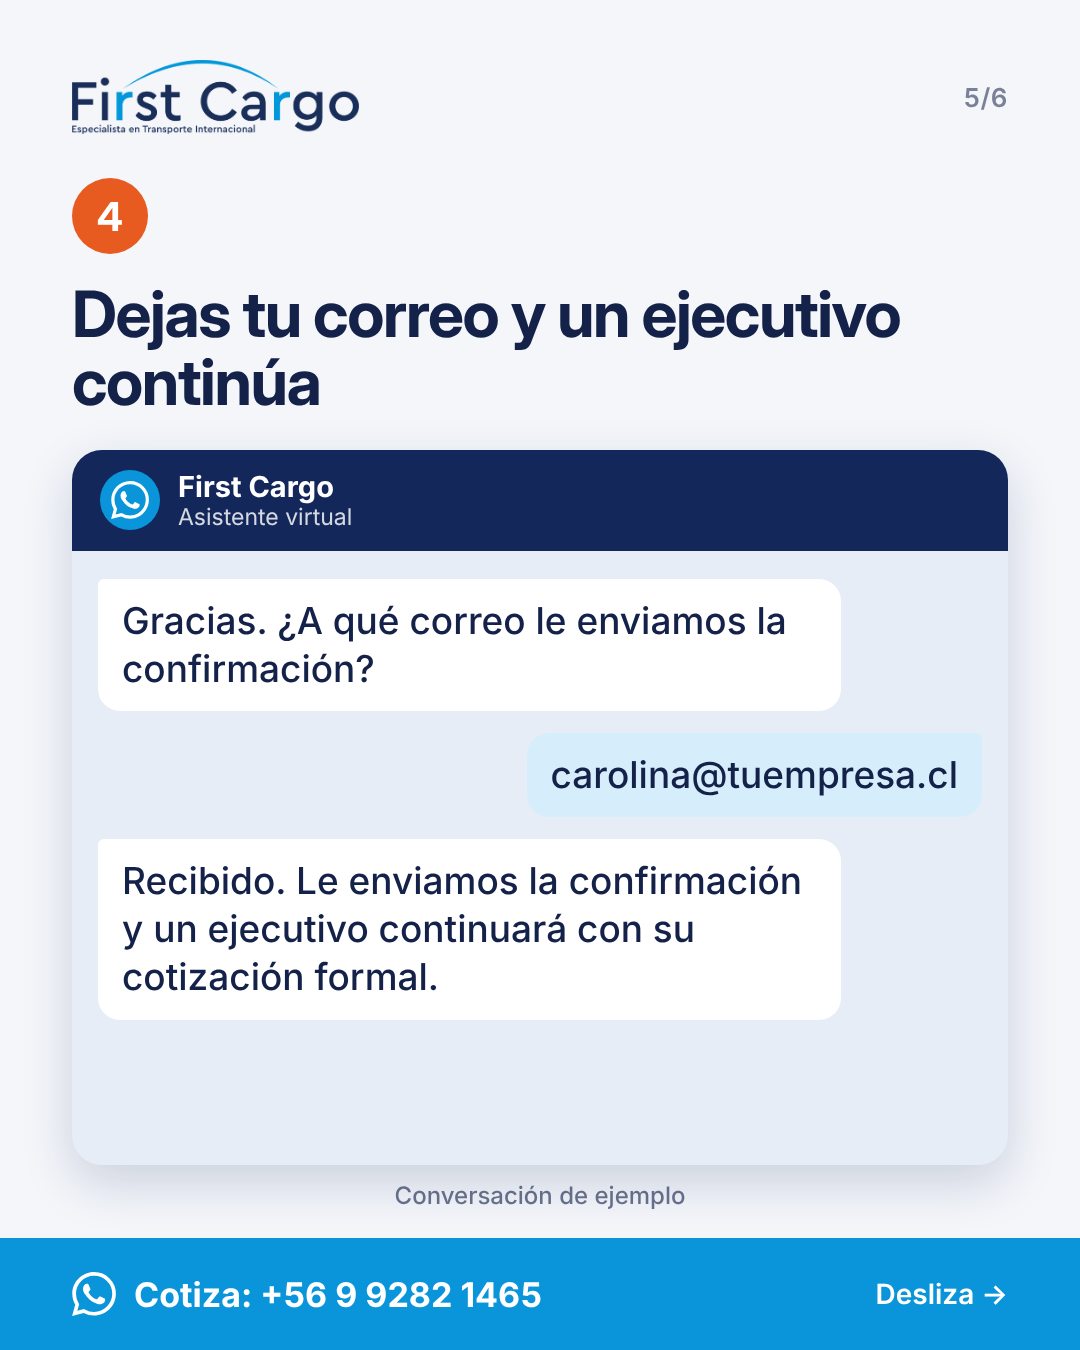 First Cargo
Especialista en Transporte Internacional
5/6
4
Dejas tu correo y un ejecutivo
continúa
First Cargo
Asistente virtual
Gracias. ¿A qué correo le enviamos la
confirmación?
carolina@tuempresa.cl
Recibido. Le enviamos la confirmación
y un ejecutivo continuará con su
cotización formal.
Conversación de ejemplo
Cotiza: +56 9 9282 1465
Desliza →